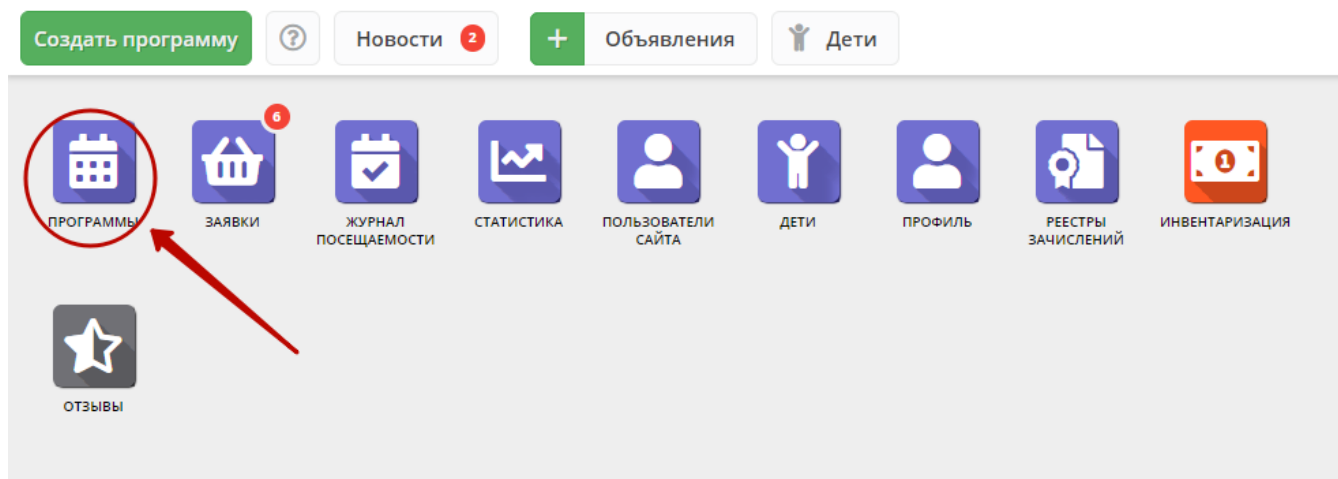 Создать программу
?
Новости 2
+ Объявления
Дети
6
1
ПРОГРАММЫ
ЗАЯВКИ
ЖУРНАЛ
ПОСЕЩАЕМОСТИ
СТАТИСТИКА
ПОЛЬЗОВАТЕЛИ
САЙТА
ДЕТИ
ПРОФИЛЬ
РЕЕСТРЫ
ЗАЧИСЛЕНИЙ
ИНВЕНТАРИЗАЦИЯ
ОТЗЫВЫ